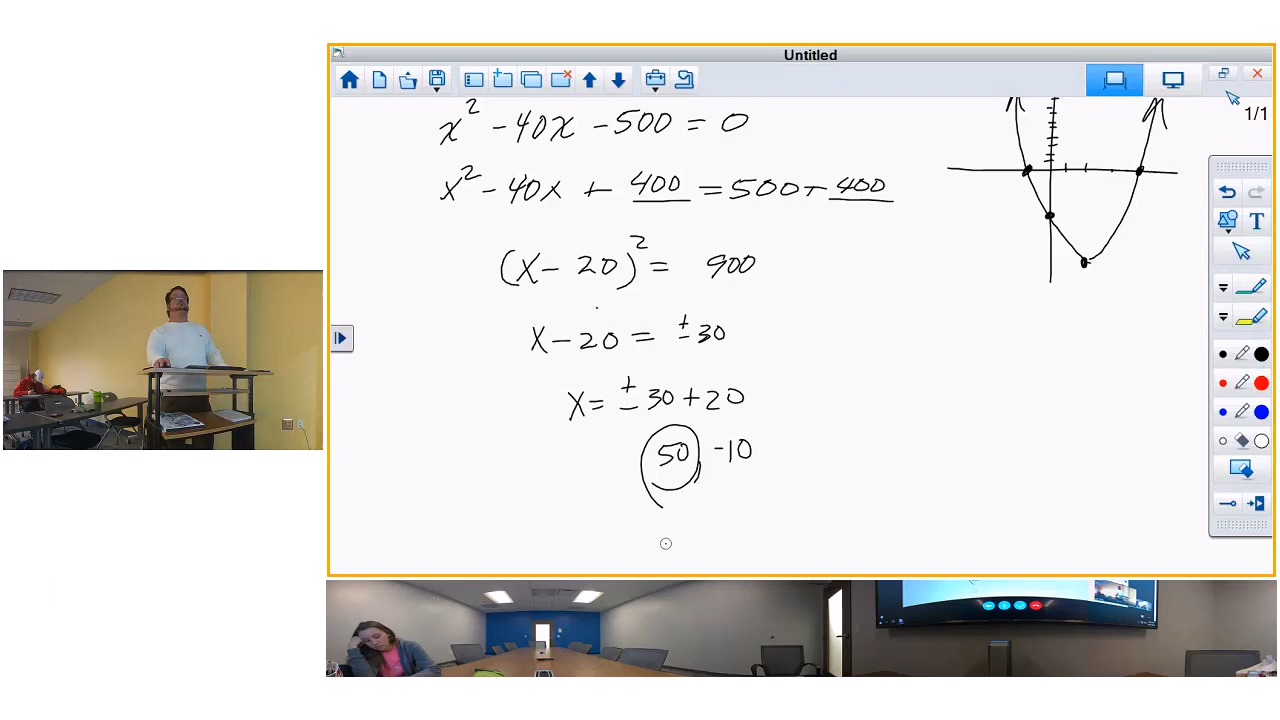 Untitled
1/1
x² - 40x - 500 = 0
x² - 40x + 400 = 500 + 400
(x - 20)² = 900
x - 20 = ± 30
x = ± 30 + 20
50 -10
T